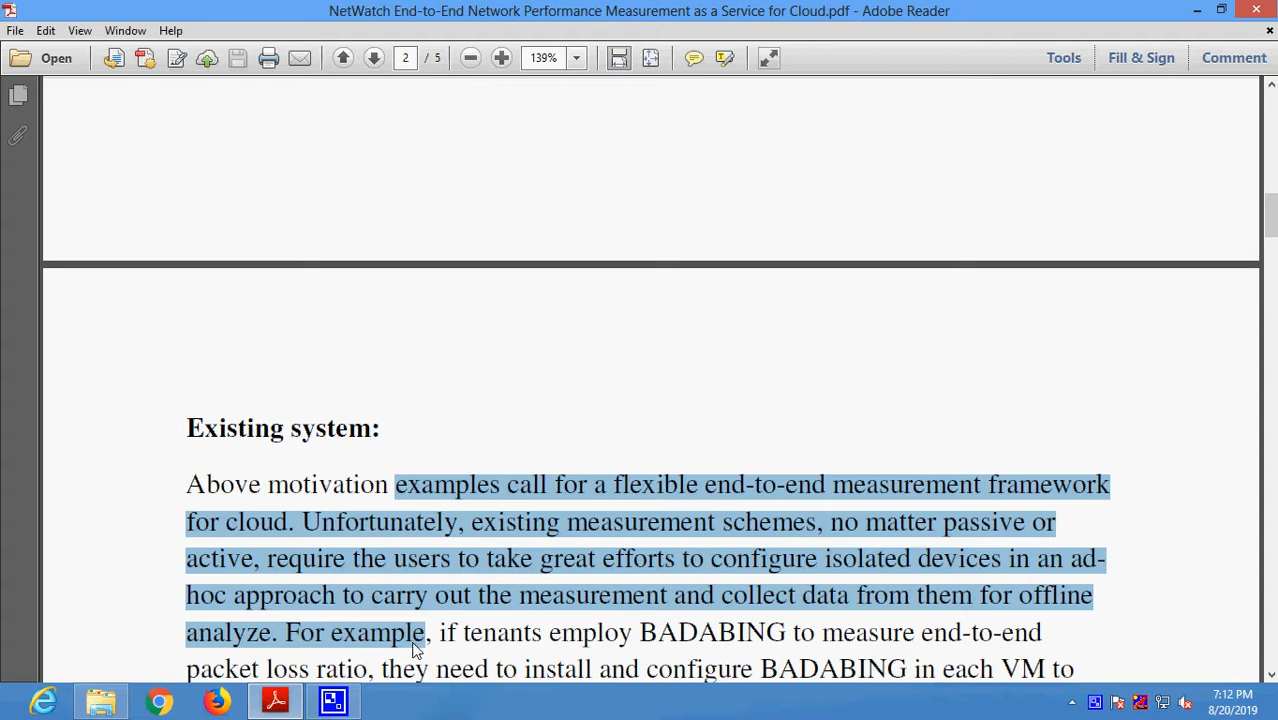 NetWatch End-to-End Network Performance Measurement as a Service for Cloud.pdf - Adobe Reader
File Edit View Window Help
Open 2 / 5 139% Tools Fill & Sign Comment
Existing system:
Above motivation examples call for a flexible end-to-end measurement framework
for cloud. Unfortunately, existing measurement schemes, no matter passive or
active, require the users to take great efforts to configure isolated devices in an ad-
hoc approach to carry out the measurement and collect data from them for offline
analyze. For example, if tenants employ BADABING to measure end-to-end
packet loss ratio, they need to install and configure BADABING in each VM to
7:12 PM
8/20/2019